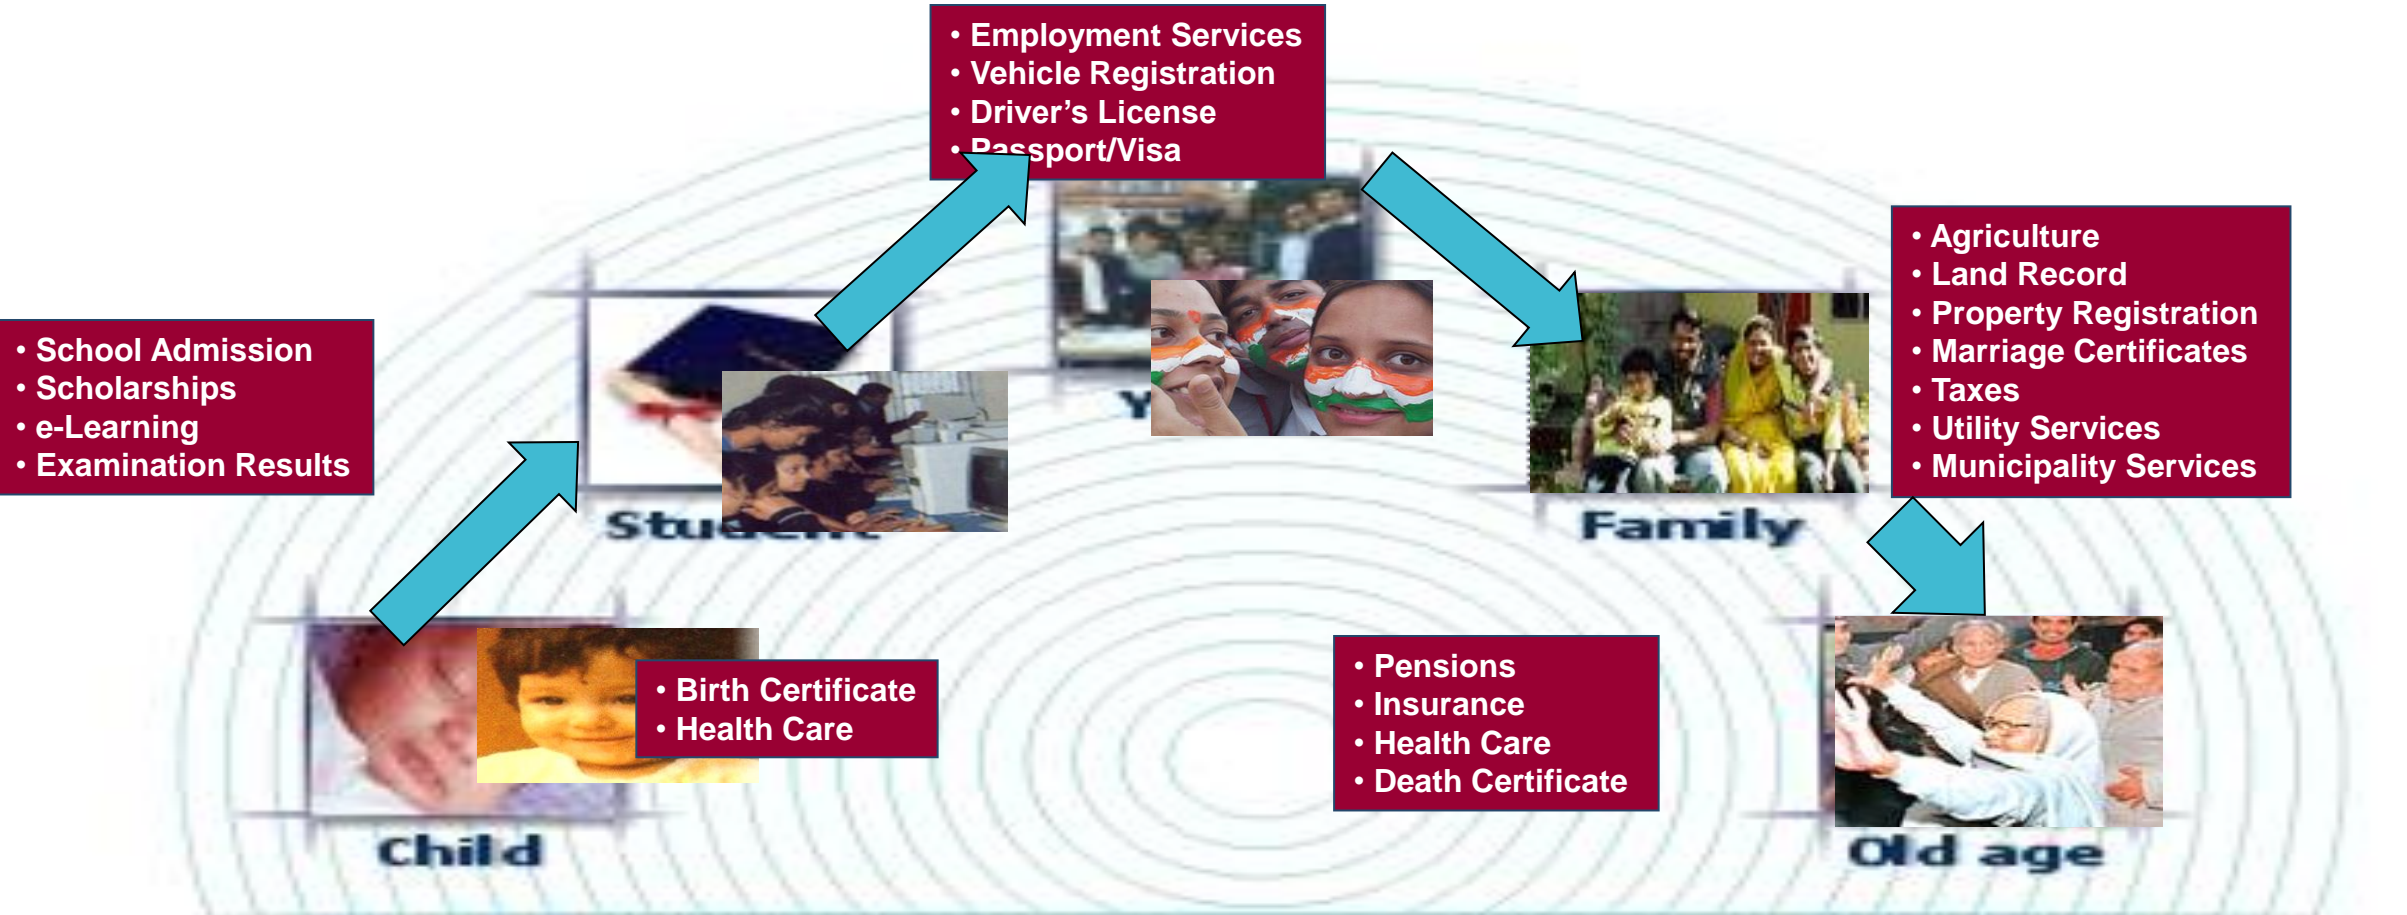 • Employment Services
• Vehicle Registration
• Driver's License
• Passport/Visa
• School Admission
• Scholarships
• e-Learning
• Examination Results
• Agriculture
• Land Record
• Property Registration
• Marriage Certificates
• Taxes
• Utility Services
• Municipality Services
Student
Family
• Birth Certificate
• Health Care
• Pensions
• Insurance
• Health Care
• Death Certificate
Child
Old age